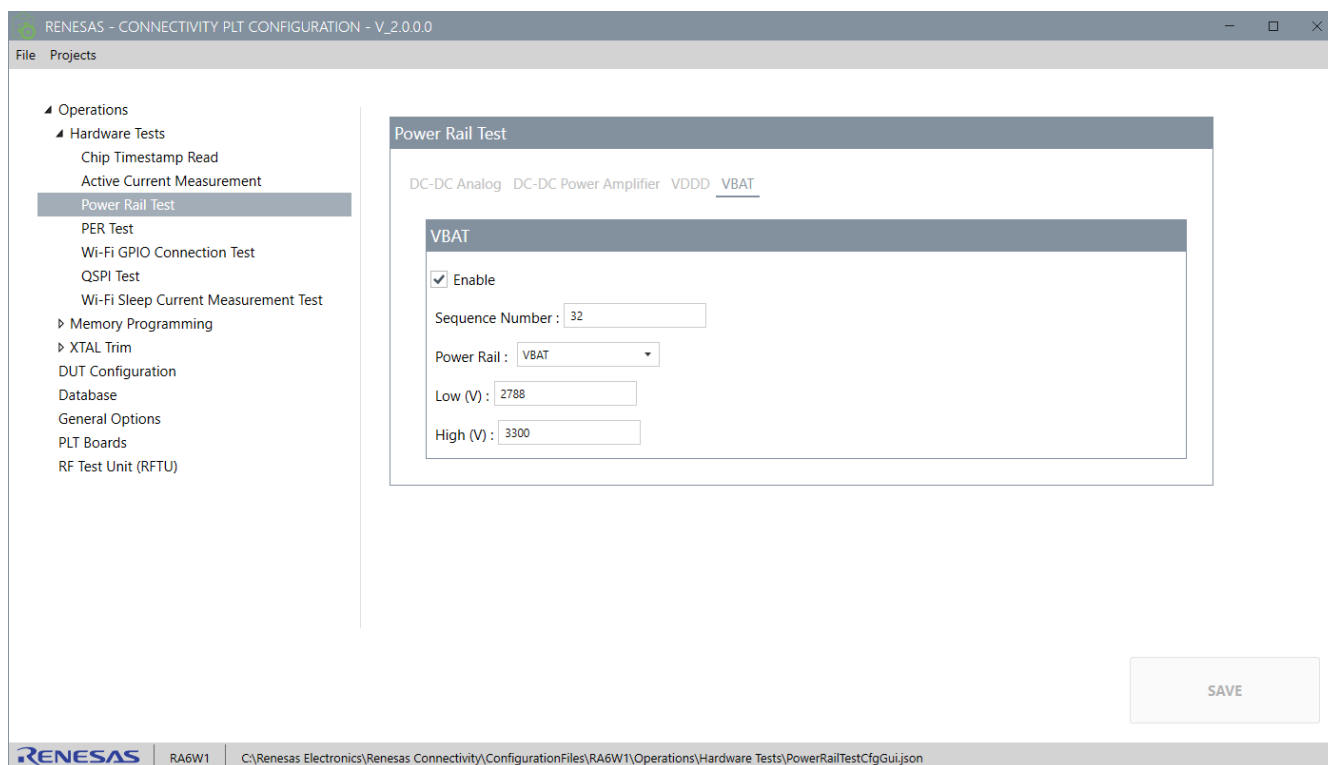 RENESAS - CONNECTIVITY PLT CONFIGURATION - V_2.0.0.0
File Projects
Operations
Hardware Tests
Chip Timestamp Read
Active Current Measurement
Power Rail Test
PER Test
Wi-Fi GPIO Connection Test
QSPI Test
Wi-Fi Sleep Current Measurement Test
Memory Programming
XTAL Trim
DUT Configuration
Database
General Options
PLT Boards
RF Test Unit (RFTU)
Power Rail Test
DC-DC Analog DC-DC Power Amplifier VDDD VBAT
VBAT
Enable
Sequence Number : 32
Power Rail : VBAT
Low (V) : 2788
High (V) : 3300
SAVE
RENESAS RA6W1 C:\Renesas Electronics\Renesas Connectivity\ConfigurationFiles\RA6W1\Operations\Hardware Tests\PowerRailTestCfgGui.json